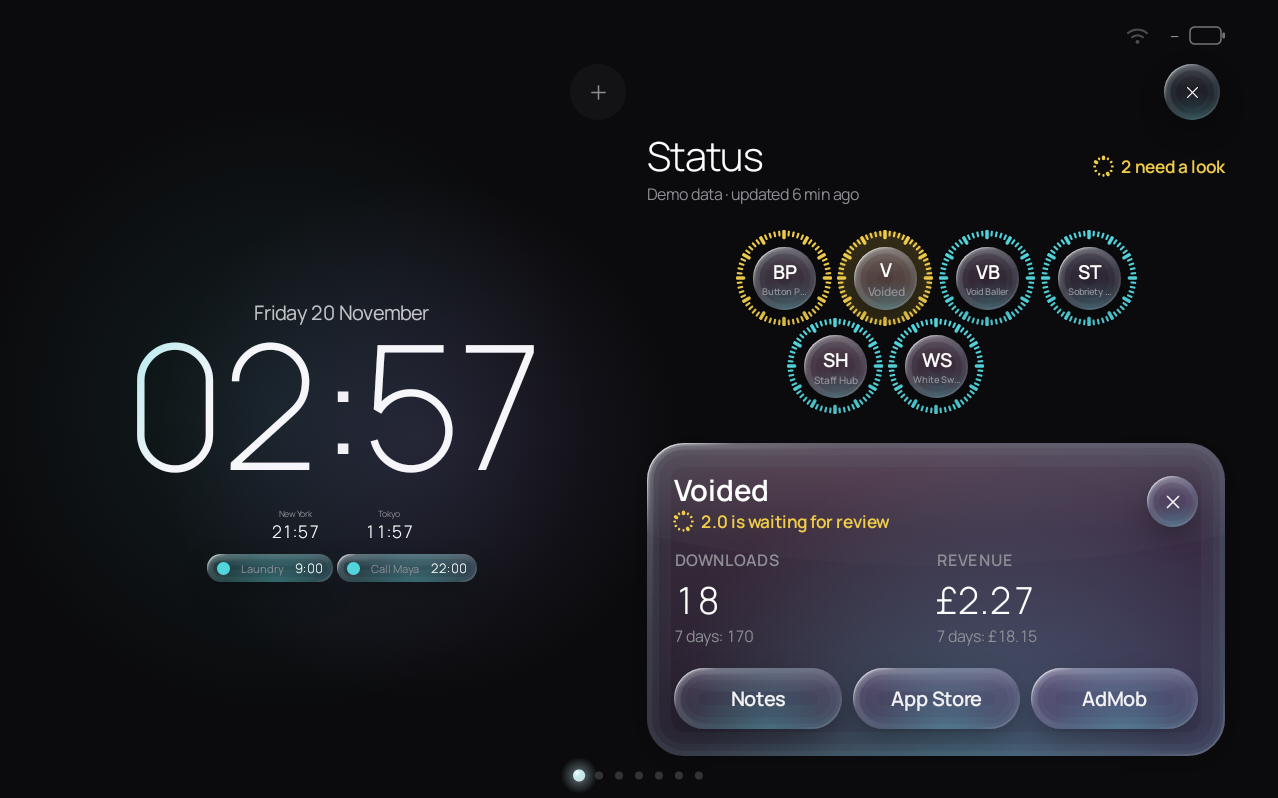 Status
2 need a look
Demo data · updated 6 min ago
BP
Button P...
V
Voided
VB
Void Baller
ST
Sobriety ...
SH
Staff Hub
WS
White Sw...
Friday 20 November
02:57
New York
21:57
Tokyo
11:57
Laundry 9:00
Call Maya 22:00
Voided
2.0 is waiting for review
DOWNLOADS
18
7 days: 170
REVENUE
£2.27
7 days: £18.15
Notes
App Store
AdMob